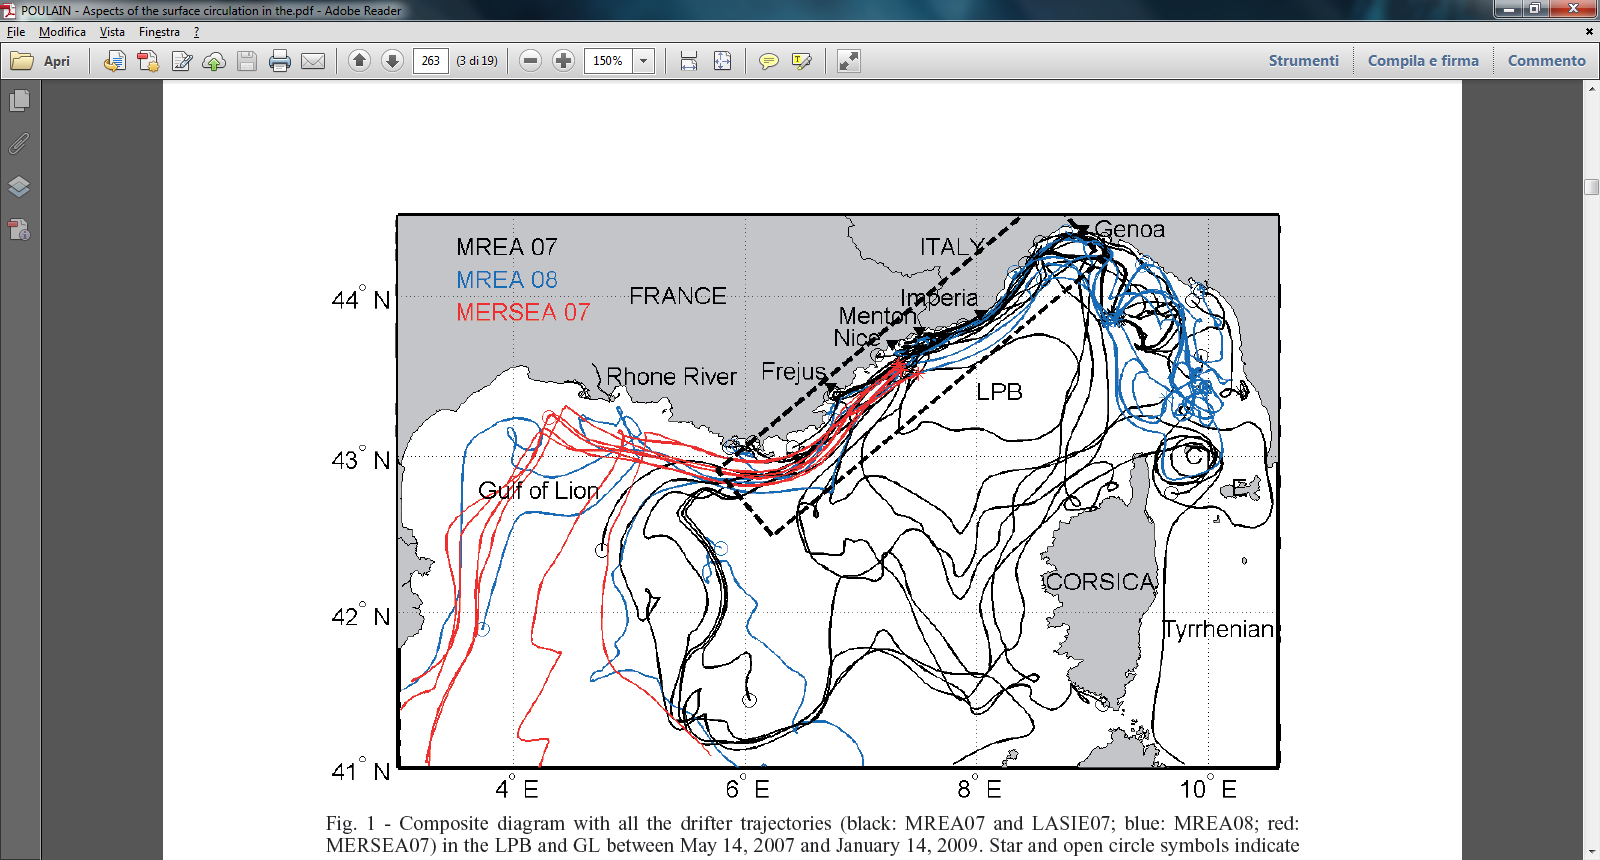 POULAIN - Aspects of the surface circulation in the.pdf - Adobe Reader
File Modifica Vista Finestra ?
Apri 263 (3 di 19) 150% Strumenti Compila e firma Commento
MREA 07
MREA 08
MERSEA 07
FRANCE
ITALY
Genoa
Imperia
Menton
Nice
Frejus
Rhone River
LPB
Gulf of Lion
E
CORSICA
Tyrrhenian
44° N
43° N
42° N
41° N
4° E 6° E 8° E 10° E
Fig. 1 - Composite diagram with all the drifter trajectories (black: MREA07 and LASIE07; blue: MREA08; red:
MERSEA07) in the LPB and GL between May 14, 2007 and January 14, 2009. Star and open circle symbols indicate